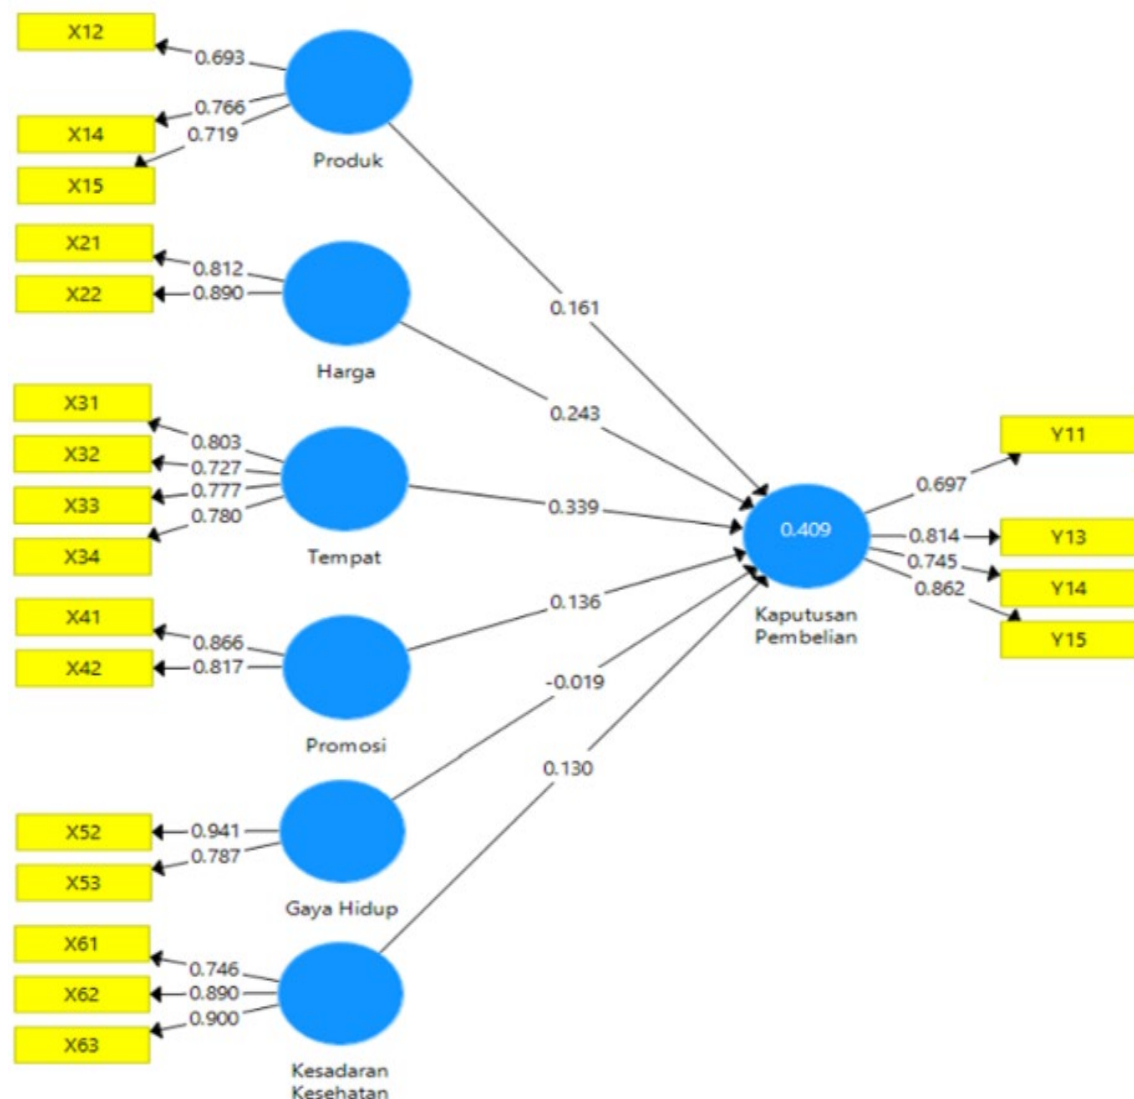 X12
0.693
0.766
X14
0.719
X15
Produk
X21
0.812
X22
0.890
Harga
0.161
0.243
X31
0.803
X32
0.727
X33
0.777
X34
0.780
Tempat
0.339
X41
0.866
X42
0.817
Promosi
0.136
-0.019
0.130
X52
0.941
0.787
X53
Gaya Hidup
X61
0.746
X62
0.890
0.900
X63
Kesadaran
Kesehatan
0.409
Kaputusan
Pembelian
Y11
0.697
0.814
Y13
0.745
Y14
0.862
Y15